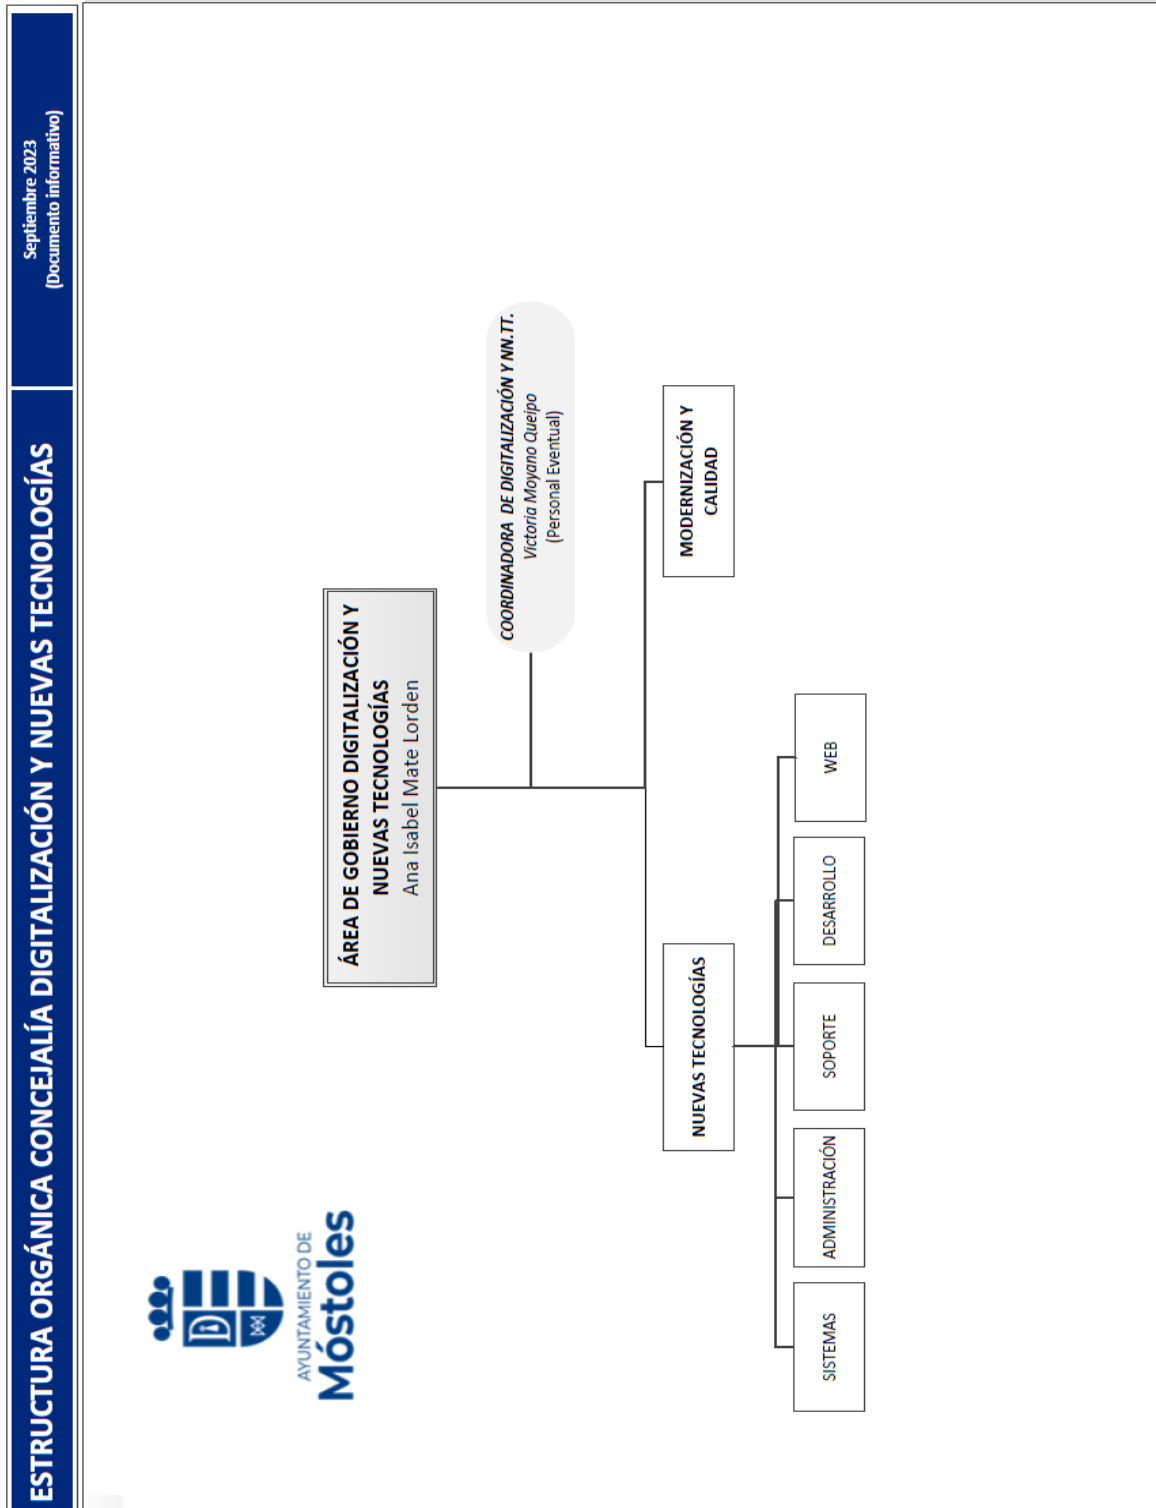 ESTRUCTURA ORGÁNICA CONCEJALÍA DIGITALIZACIÓN Y NUEVAS TECNOLOGÍAS
Septiembre 2023
(Documento informativo)
AYUNTAMIENTO DE
Móstoles
ÁREA DE GOBIERNO DIGITALIZACIÓN Y
NUEVAS TECNOLOGÍAS
Ana Isabel Mate Lorden
COORDINADORA DE DIGITALIZACIÓN Y NN.TT.
Victoria Moyano Queipo
(Personal Eventual)
NUEVAS TECNOLOGÍAS
MODERNIZACIÓN Y
CALIDAD
SISTEMAS
ADMINISTRACIÓN
SOPORTE
DESARROLLO
WEB